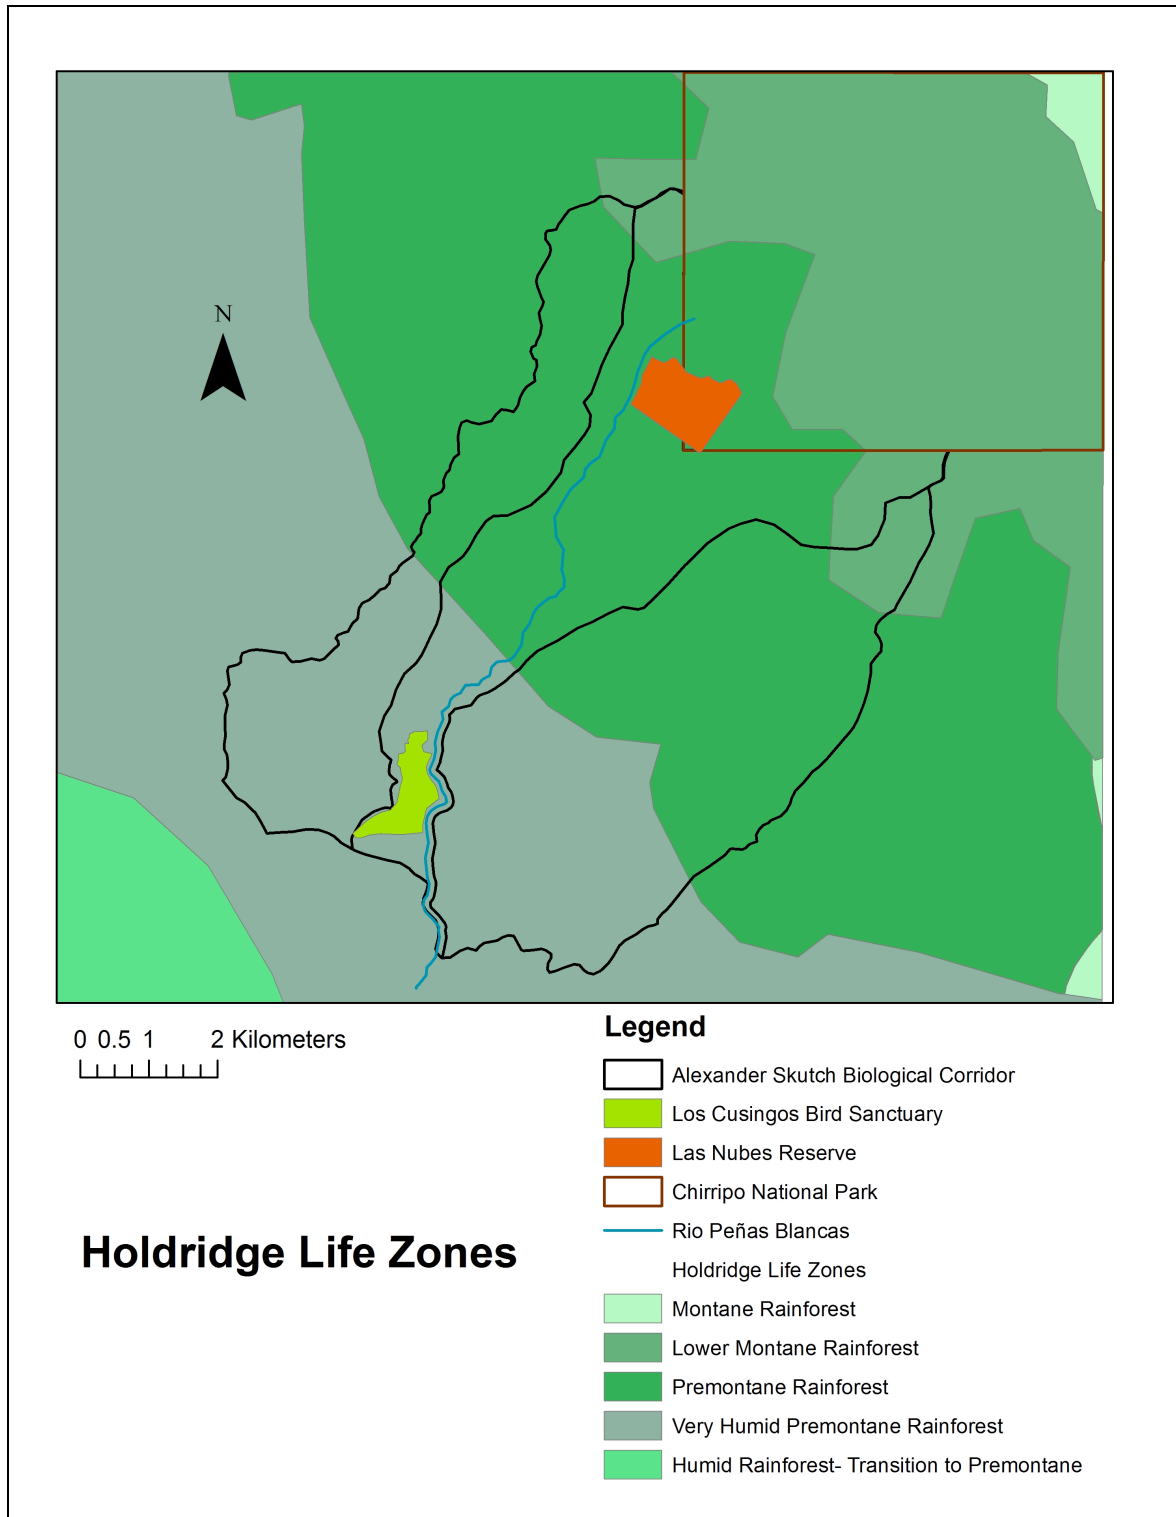 N
0 0.5 1 2 Kilometers
Legend
Alexander Skutch Biological Corridor
Los Cusingos Bird Sanctuary
Las Nubes Reserve
Chirripo National Park
Rio Peñas Blancas
Holdridge Life Zones
Holdridge Life Zones
Montane Rainforest
Lower Montane Rainforest
Premontane Rainforest
Very Humid Premontane Rainforest
Humid Rainforest- Transition to Premontane